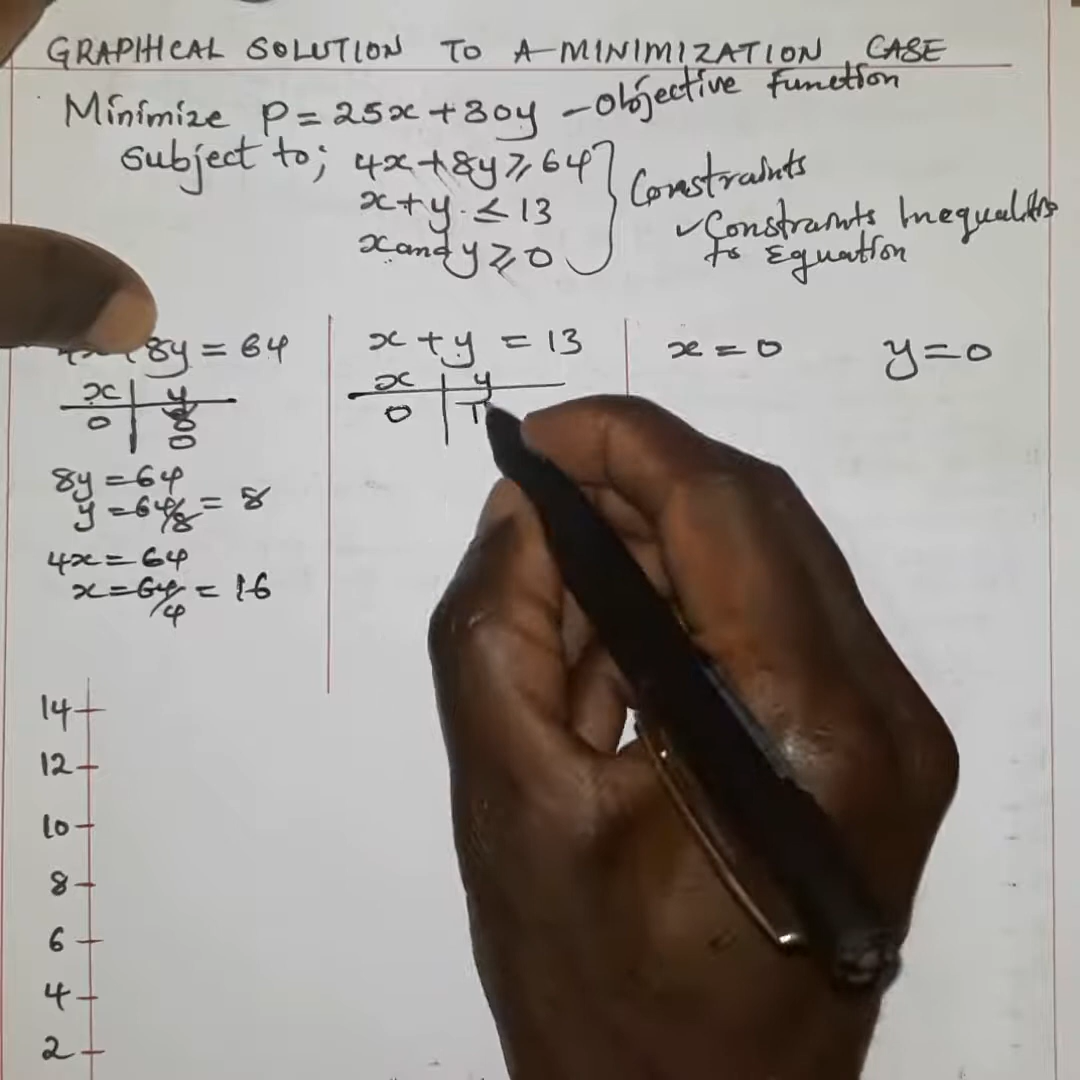 GRAPHICAL SOLUTION TO A MINIMIZATION CASE
Minimize P = 25x + 30y - Objective Function
Subject to; 4x + 8y ≥ 64
x + y ≤ 13
x and y ≥ 0
Constraints
✓Constraints Inequalities
to Equation
8y = 64
x y
0 8
0
8y = 64
y = 64/8 = 8
4x = 64
x = 64/4 = 16
x + y = 13
x y
0
x = 0
y = 0
14
12
10
8
6
4
2